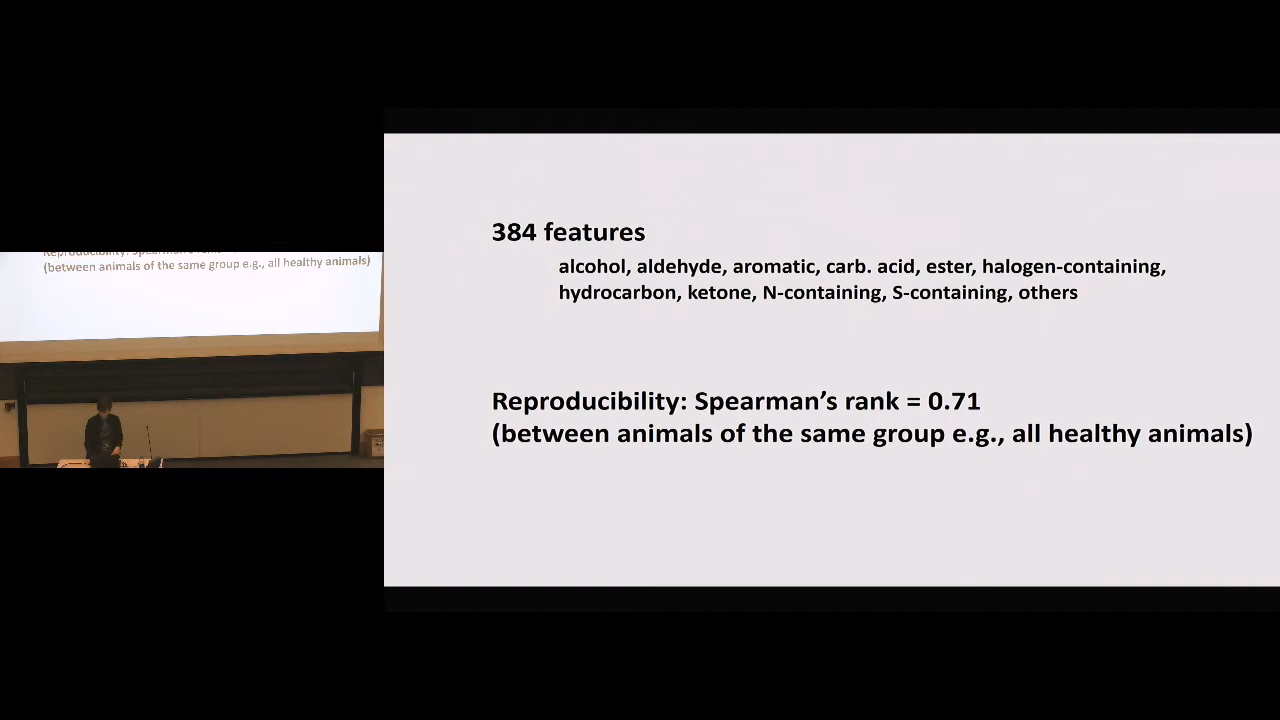 384 features
alcohol, aldehyde, aromatic, carb. acid, ester, halogen-containing,
hydrocarbon, ketone, N-containing, S-containing, others
Reproducibility: Spearman's rank = 0.71
(between animals of the same group e.g., all healthy animals)
(between animals of the same group e.g., all healthy animals)